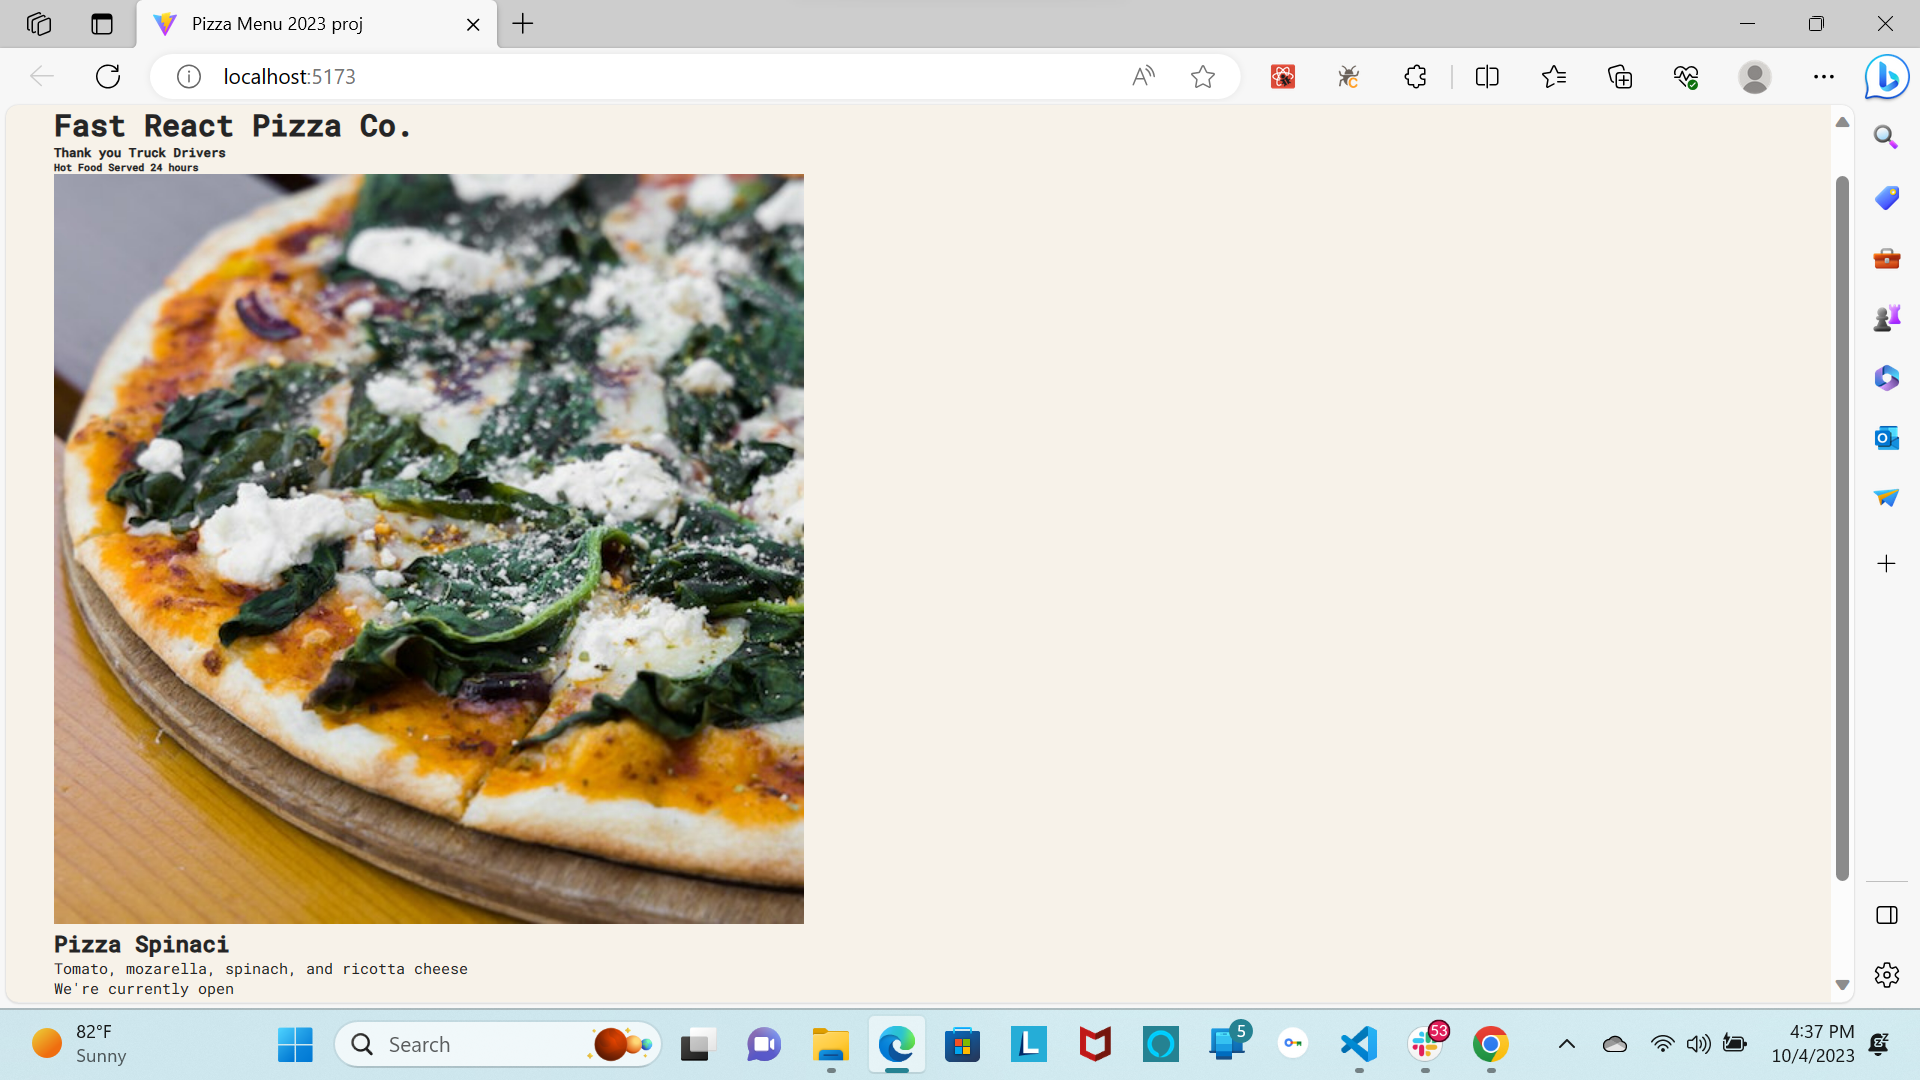 Pizza Menu 2023 proj
localhost:5173
Fast React Pizza Co.
Thank you Truck Drivers
Hot Food Served 24 hours
Pizza Spinaci
Tomato, mozarella, spinach, and ricotta cheese
We're currently open
82°F
Sunny
Search
5
53
4:37 PM
10/4/2023